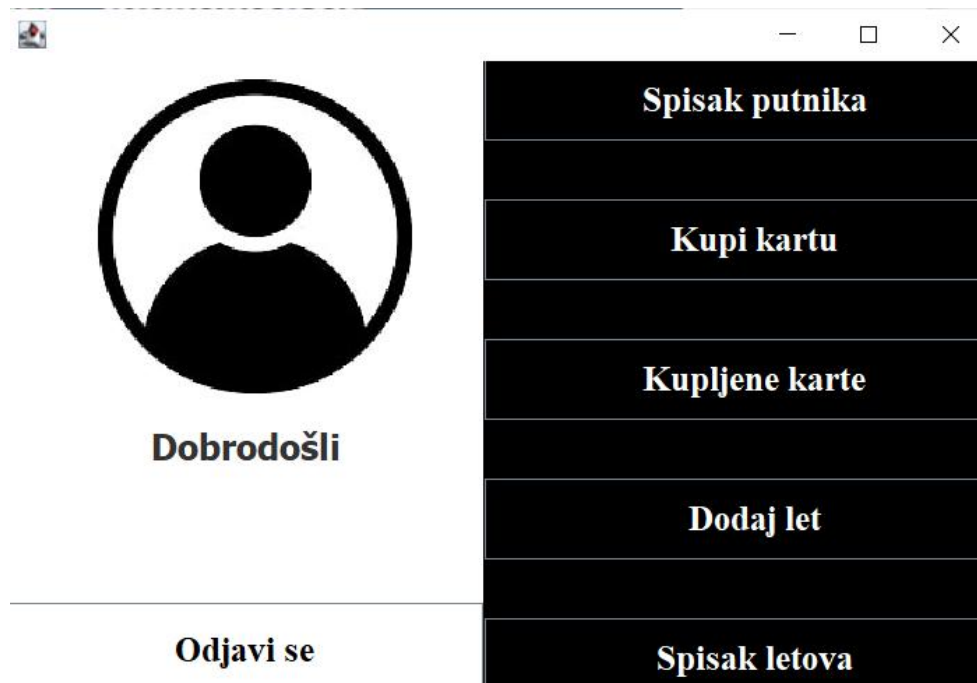 Dobrodošli
Odjavi se
Spisak putnika
Kupi kartu
Kupljene karte
Dodaj let
Spisak letova